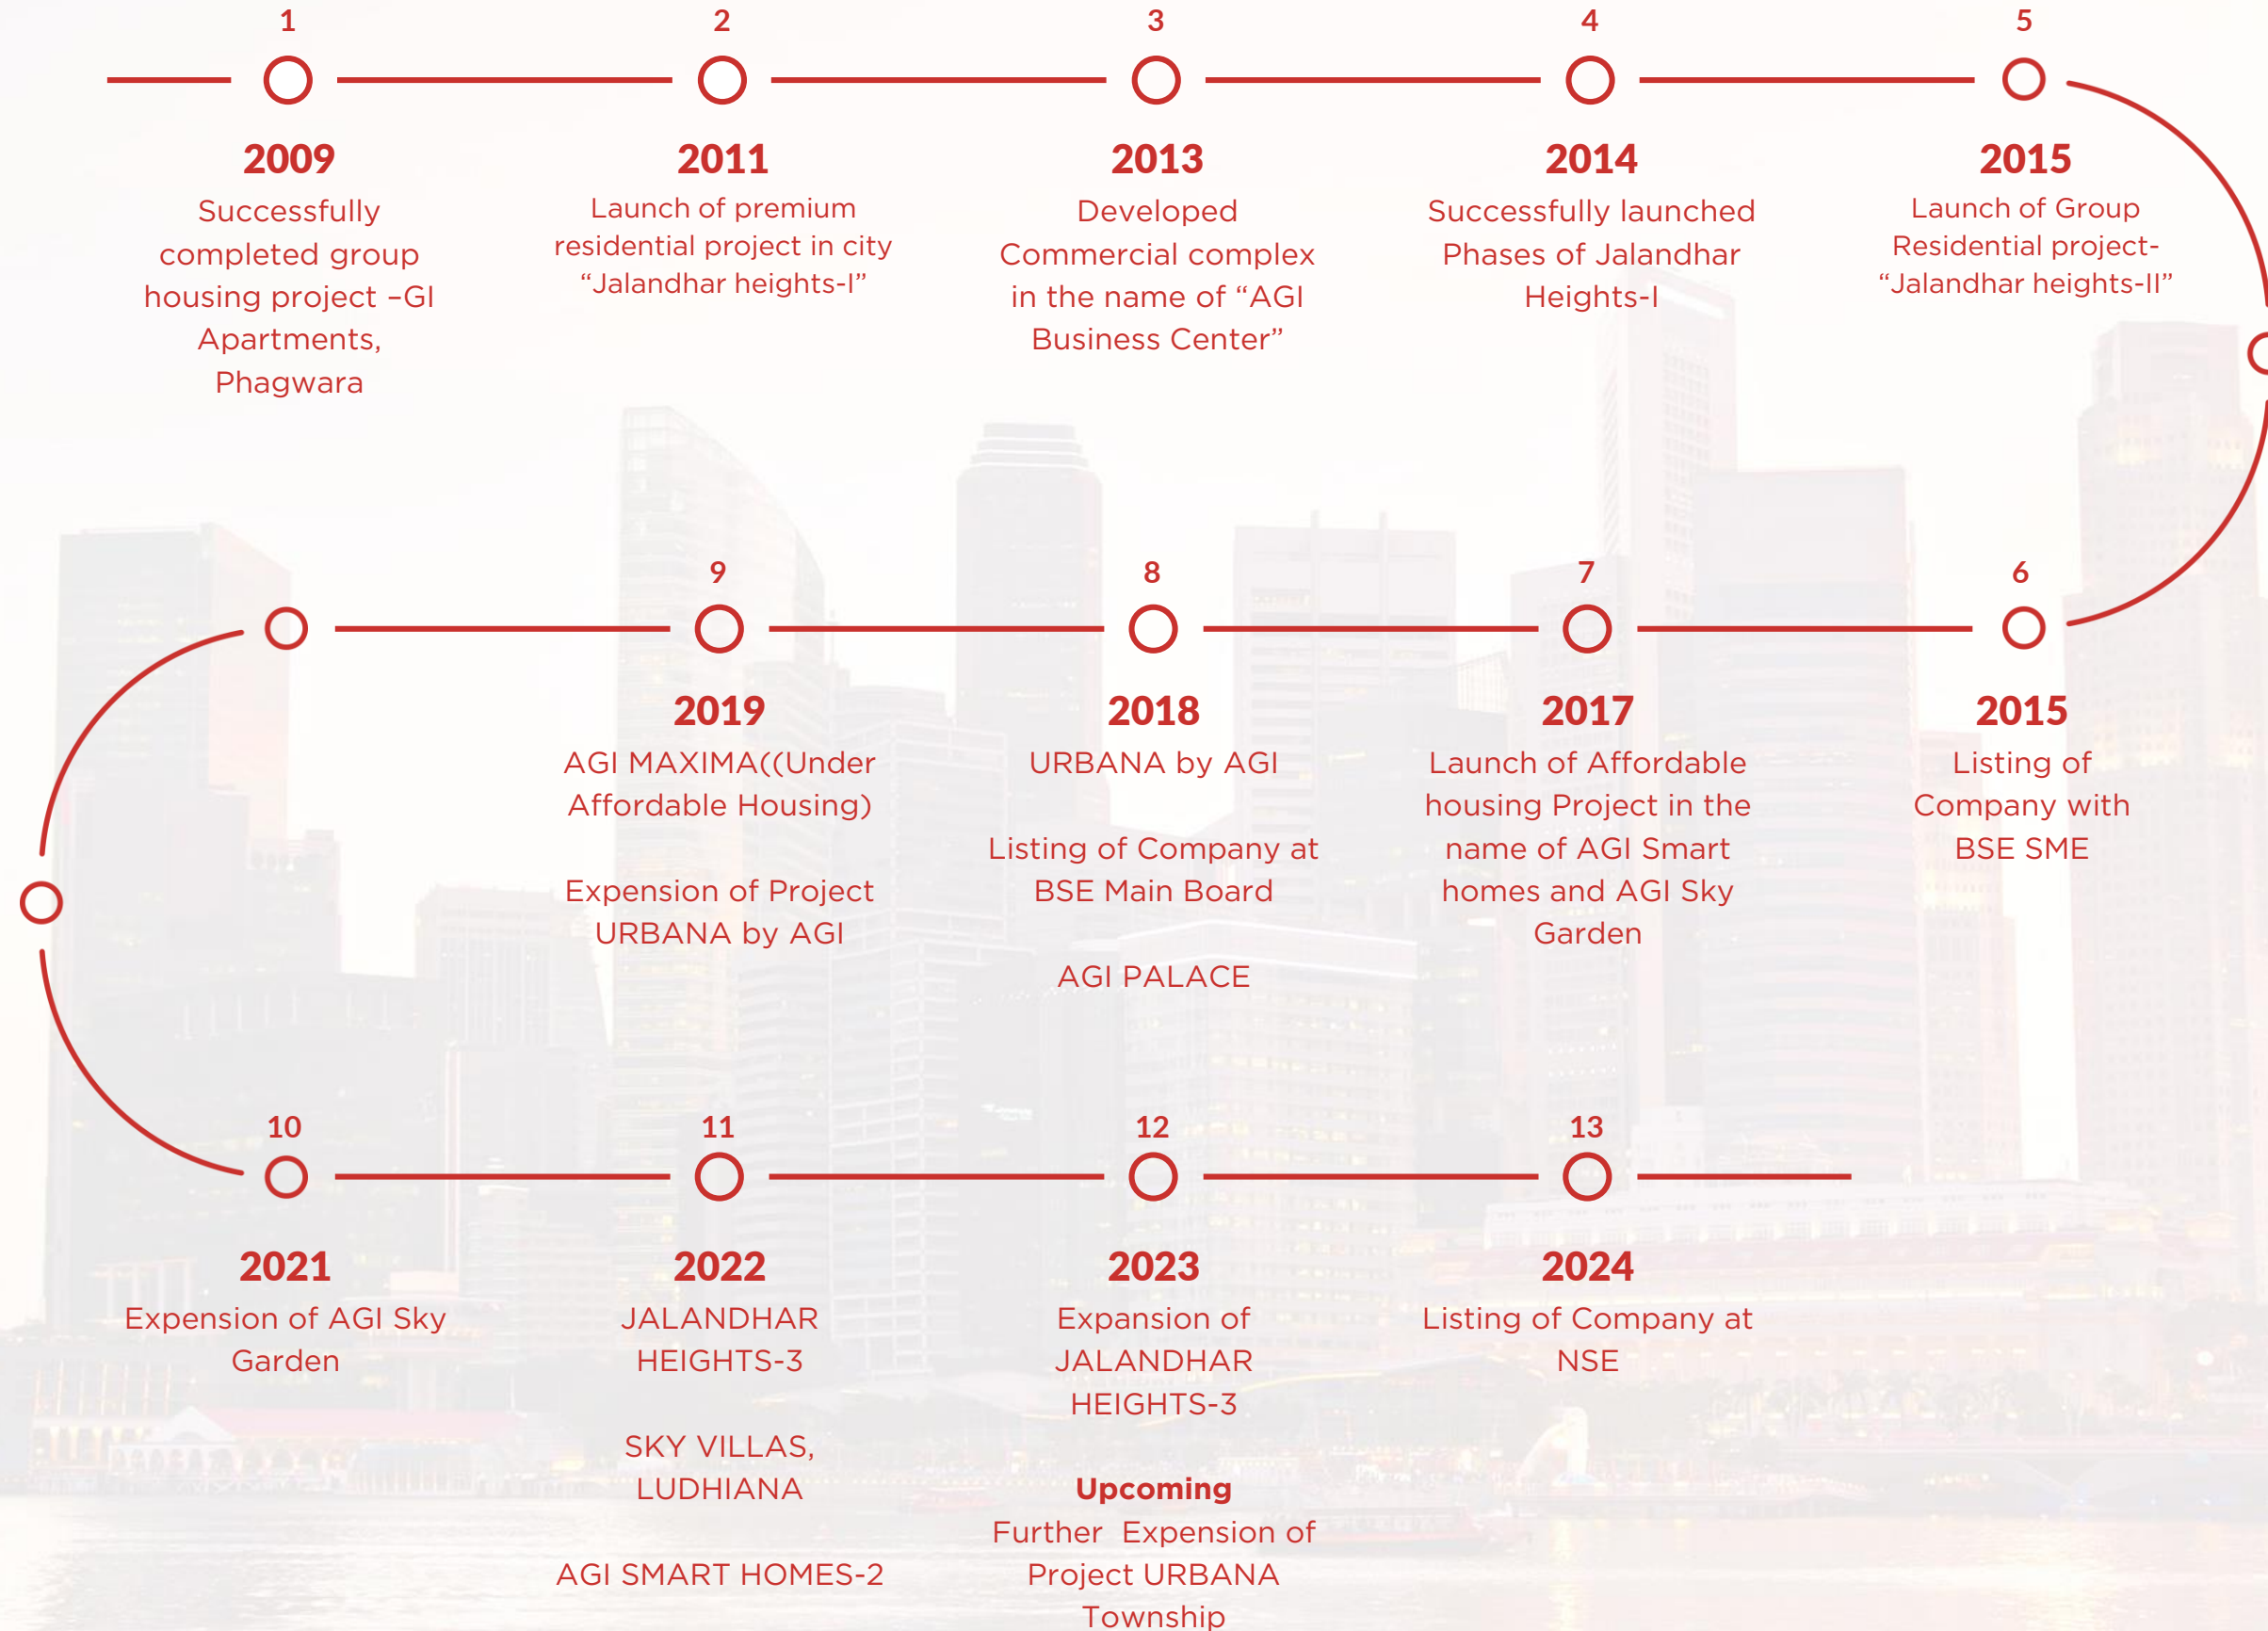 1
2009
Successfully
completed group
housing project –GI
Apartments,
Phagwara
2
2011
Launch of premium
residential project in city
“Jalandhar heights-I”
3
2013
Developed
Commercial complex
in the name of “AGI
Business Center”
4
2014
Successfully launched
Phases of Jalandhar
Heights-I
5
2015
Launch of Group
Residential project-
“Jalandhar heights-II”
6
2015
Listing of
Company with
BSE SME
7
2017
Launch of Affordable
housing Project in the
name of AGI Smart
homes and AGI Sky
Garden
8
2018
URBANA by AGI
Listing of Company at
BSE Main Board
AGI PALACE
9
2019
AGI MAXIMA((Under
Affordable Housing)
Expension of Project
URBANA by AGI
10
2021
Expension of AGI Sky
Garden
11
2022
JALANDHAR
HEIGHTS-3
SKY VILLAS,
LUDHIANA
AGI SMART HOMES-2
12
2023
Expansion of
JALANDHAR
HEIGHTS-3
Upcoming
Further  Expension of
Project URBANA
Township
13
2024
Listing of Company at
NSE